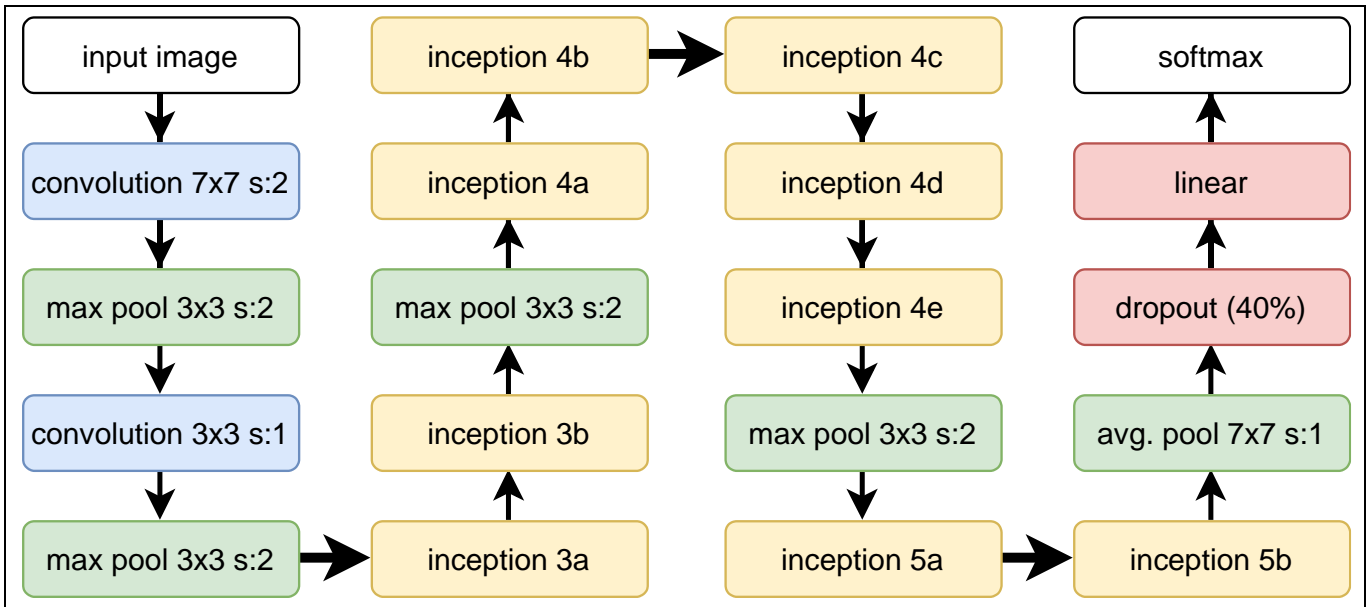 input image
convolution 7x7 s:2
max pool 3x3 s:2
convolution 3x3 s:1
max pool 3x3 s:2
inception 3a
inception 3b
max pool 3x3 s:2
inception 4a
inception 4b
inception 4c
inception 4d
inception 4e
max pool 3x3 s:2
inception 5a
inception 5b
avg. pool 7x7 s:1
dropout (40%)
linear
softmax